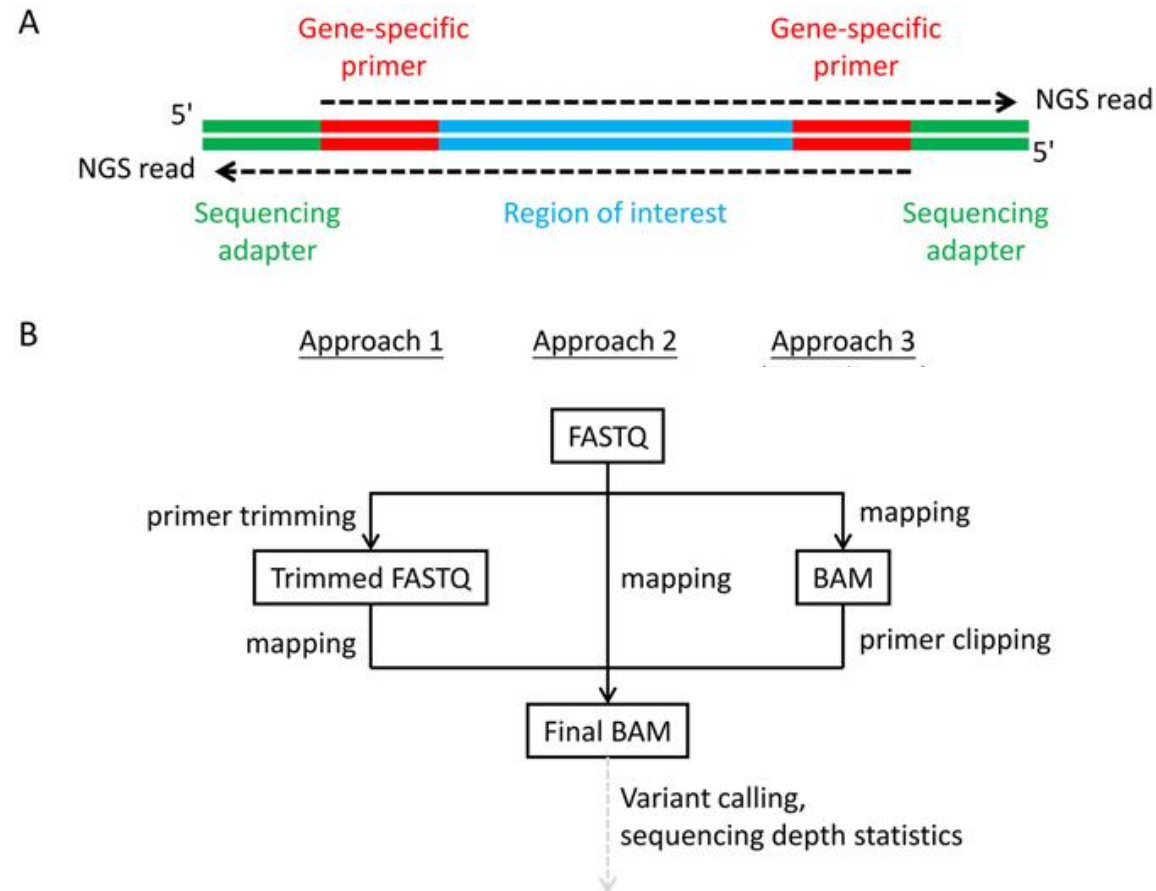 A
Gene-specific
primer
Gene-specific
primer
5'
NGS read
NGS read
5'
Sequencing
adapter
Region of interest
Sequencing
adapter
B
Approach 1
Approach 2
Approach 3
FASTQ
primer trimming
mapping
Trimmed FASTQ
mapping
BAM
mapping
primer clipping
Final BAM
Variant calling,
sequencing depth statistics